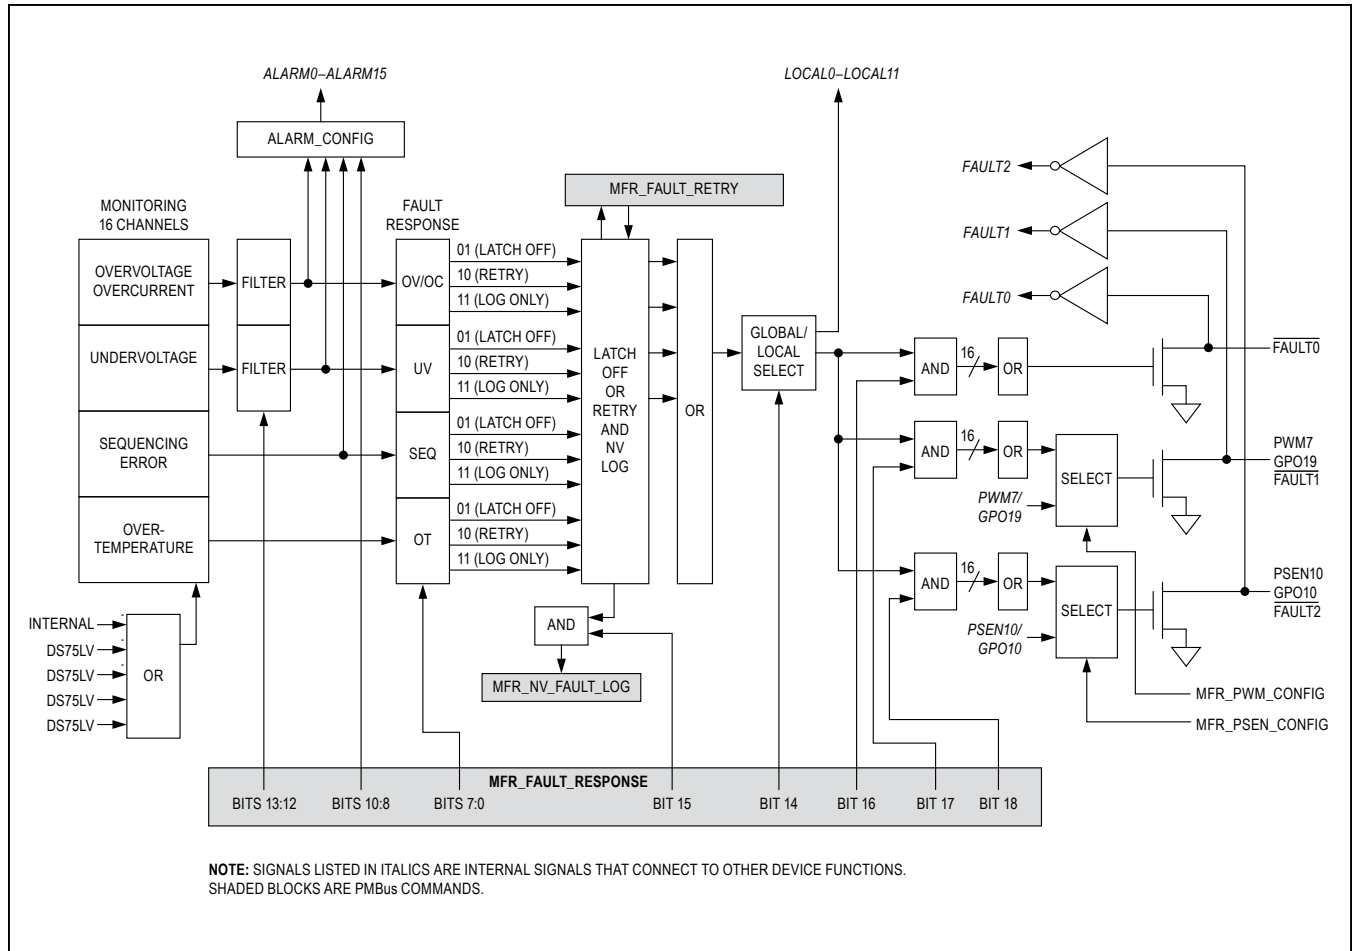 ALARM0–ALARM15
LOCAL0–LOCAL11
ALARM_CONFIG
FAULT2
FAULT1
FAULT0
MFR_FAULT_RETRY
MONITORING
16 CHANNELS
FAULT
RESPONSE
OVERVOLTAGE
OVERCURRENT
FILTER
OV/OC
01 (LATCH OFF)
10 (RETRY)
11 (LOG ONLY)
UNDERVOLTAGE
FILTER
UV
01 (LATCH OFF)
10 (RETRY)
11 (LOG ONLY)
SEQUENCING
ERROR
SEQ
01 (LATCH OFF)
10 (RETRY)
11 (LOG ONLY)
OVER-
TEMPERATURE
OT
01 (LATCH OFF)
10 (RETRY)
11 (LOG ONLY)
LATCH
OFF
OR
RETRY
AND
NV
LOG
OR
GLOBAL/
LOCAL
SELECT
AND
16
OR
FAULT0
AND
16
OR
SELECT
PWM7/
GPO19
PWM7
GPO19
FAULT1
AND
16
OR
SELECT
PSEN10/
GPO10
PSEN10
GPO10
FAULT2
INTERNAL
DS75LV
DS75LV
DS75LV
DS75LV
OR
AND
MFR_NV_FAULT_LOG
MFR_PWM_CONFIG
MFR_PSEN_CONFIG
MFR_FAULT_RESPONSE
BITS 13:12
BITS 10:8
BITS 7:0
BIT 15
BIT 14
BIT 16
BIT 17
BIT 18
NOTE: SIGNALS LISTED IN ITALICS ARE INTERNAL SIGNALS THAT CONNECT TO OTHER DEVICE FUNCTIONS.
SHADED BLOCKS ARE PMBus COMMANDS.